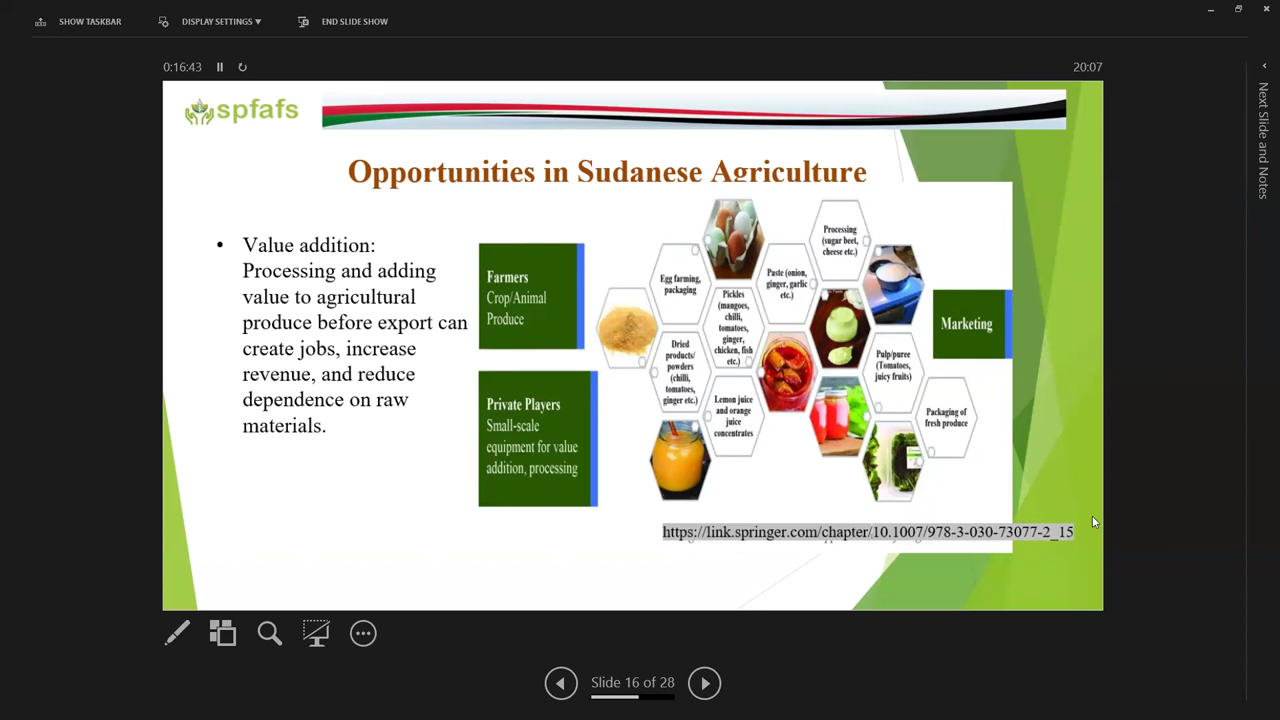 SHOW TASKBAR
DISPLAY SETTINGS ▼
END SLIDE SHOW
0:16:43
20:07
Next Slide and Notes
spfafs
Opportunities in Sudanese Agriculture
• Value addition:
Processing and adding
value to agricultural
produce before export can
create jobs, increase
revenue, and reduce
dependence on raw
materials.
Farmers
Crop/Animal
Produce
Private Players
Small-scale
equipment for value
addition, processing
Egg farming,
packaging
Dried
products/
powders
(chilli,
tomatoes,
ginger etc.)
Pickles
(mangoes,
chilli,
tomatoes,
ginger,
chicken, fish
etc.)
Lemon juice
and orange
juice
concentrates
Paste (onion,
ginger, garlic
etc.)
Processing
(sugar beet,
cheese etc.)
Pulp/puree
(Tomatoes,
juicy fruits)
Packaging of
fresh produce
Marketing
https://link.springer.com/chapter/10.1007/978-3-030-73077-2_15
Slide 16 of 28